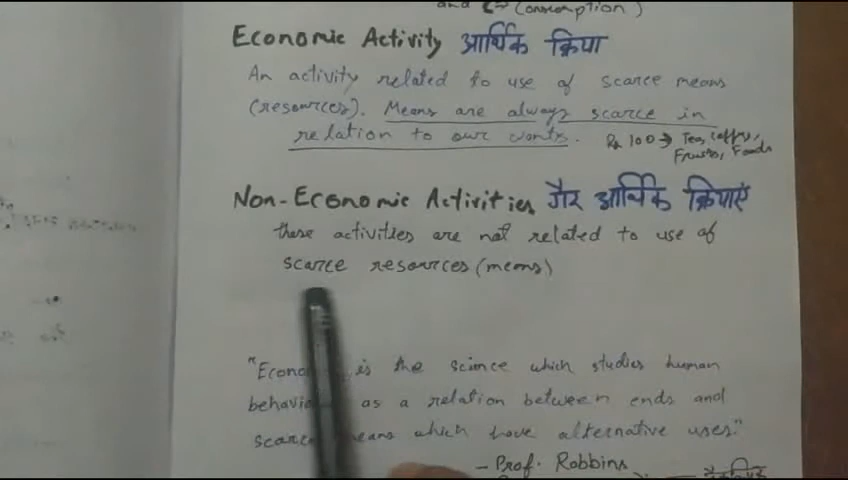 and C⇒ (Consumption)
Economic Activity आर्थिक क्रिया
An activity related to use of scarce means
(resources). Means are always scarce in
relation to our wants. Rs 100→ Tea, Coffee,
Fruits, Foods
Non-Economic Activities गैर आर्थिक क्रियाएं
these activities are not related to use of
scarce resources (means)
"Econo is the science which studies human
behavio as a relation between ends and
scarce means which have alternative uses."
- Prof. Robbins